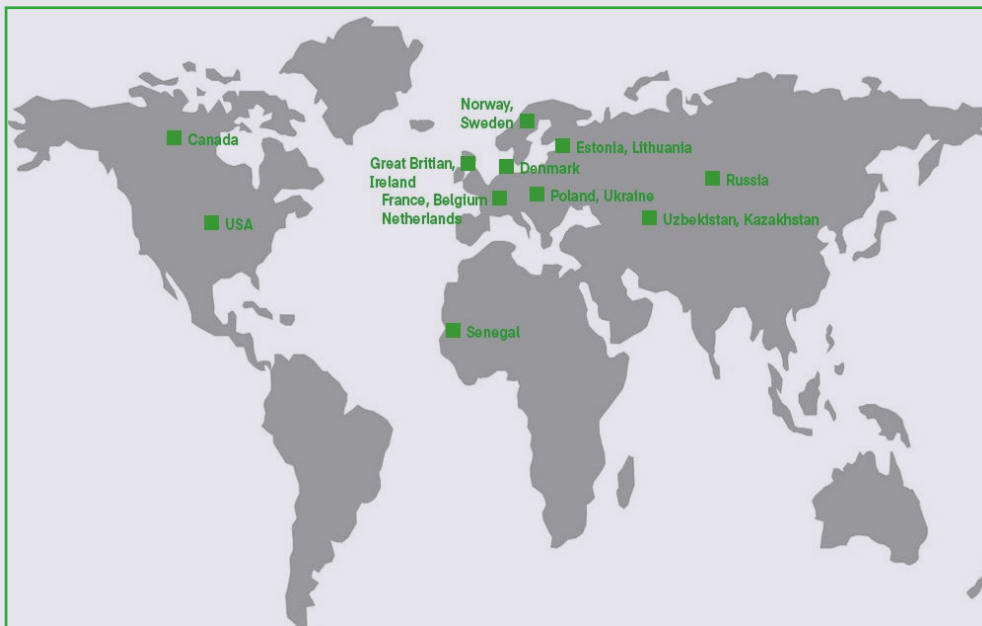 Norway,
Sweden
Canada
Estonia, Lithuania
Great Britian,
Ireland
Denmark
Russia
France, Belgium
Netherlands
Poland, Ukraine
Uzbekistan, Kazakhstan
USA
Senegal